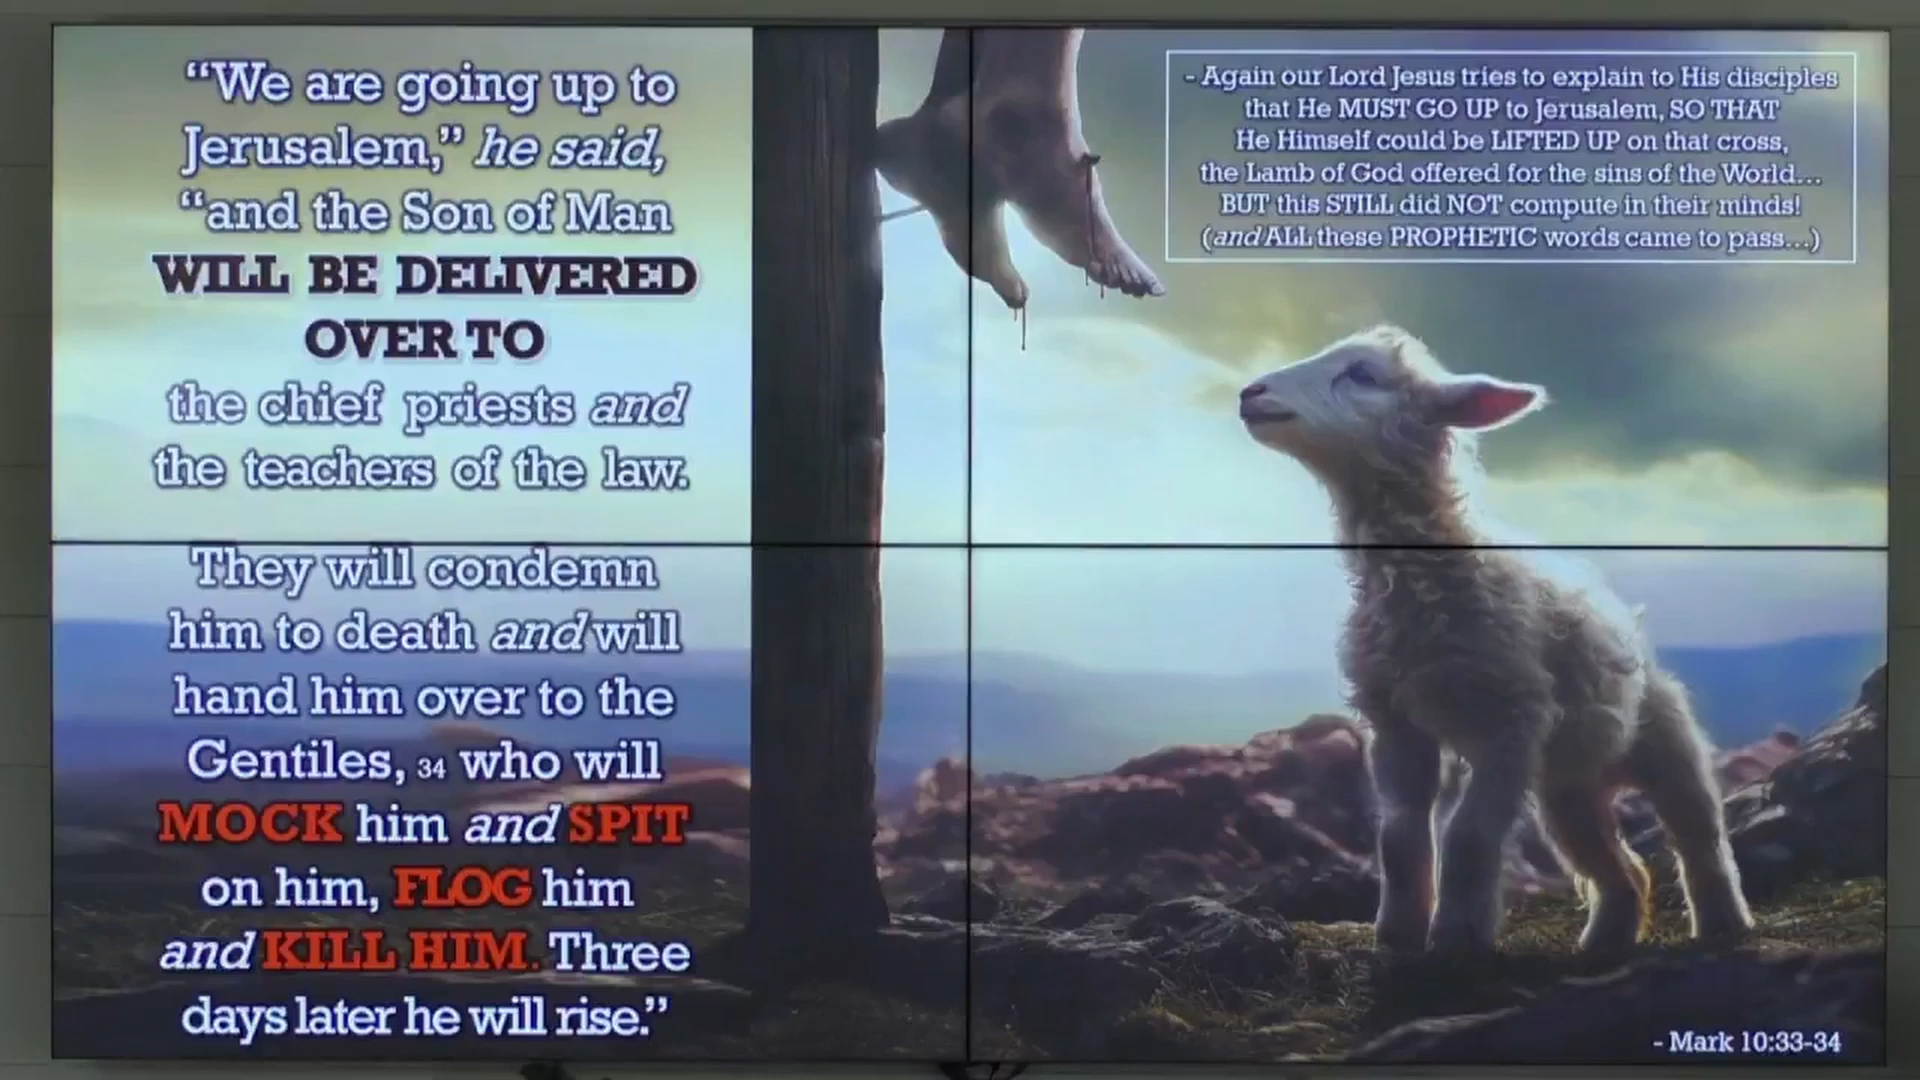 “We are going up to
Jerusalem,” he said,
“and the Son of Man
WILL BE DELIVERED
OVER TO
the chief priests and
the teachers of the law.
They will condemn
him to death and will
hand him over to the
Gentiles, 34 who will
MOCK him and SPIT
on him, FLOG him
and KILL HIM. Three
days later he will rise.”
- Again our Lord Jesus tries to explain to His disciples
that He MUST GO UP to Jerusalem, SO THAT
He Himself could be LIFTED UP on that cross,
the Lamb of God offered for the sins of the World...
BUT this STILL did NOT compute in their minds!
(and ALL these PROPHETIC words came to pass...)
- Mark 10:33-34